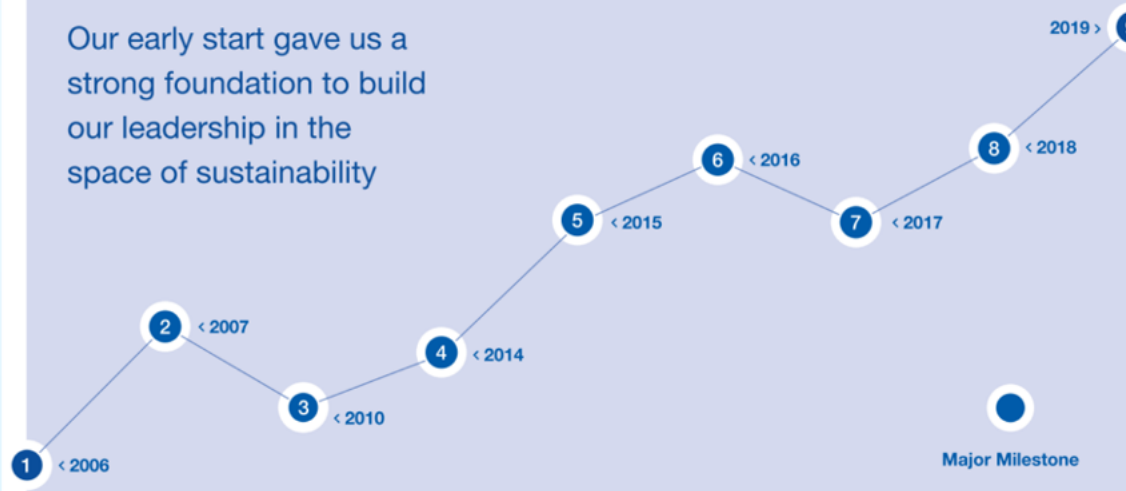 Our early start gave us a
strong foundation to build
our leadership in the
space of sustainability
2019 >
8 < 2018
6 < 2016
7 < 2017
5 < 2015
2 < 2007
4 < 2014
3 < 2010
1 < 2006
Major Milestone